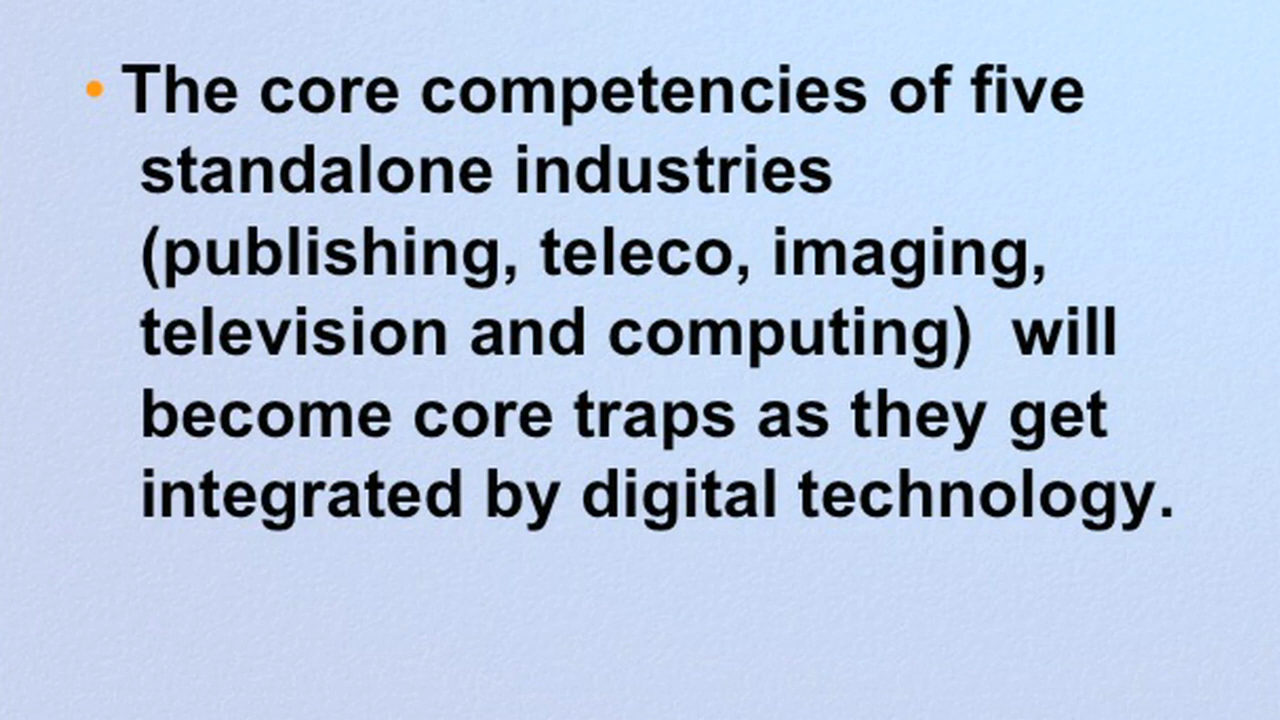 • The core competencies of five
standalone industries
(publishing, teleco, imaging,
television and computing)  will
become core traps as they get
integrated by digital technology.